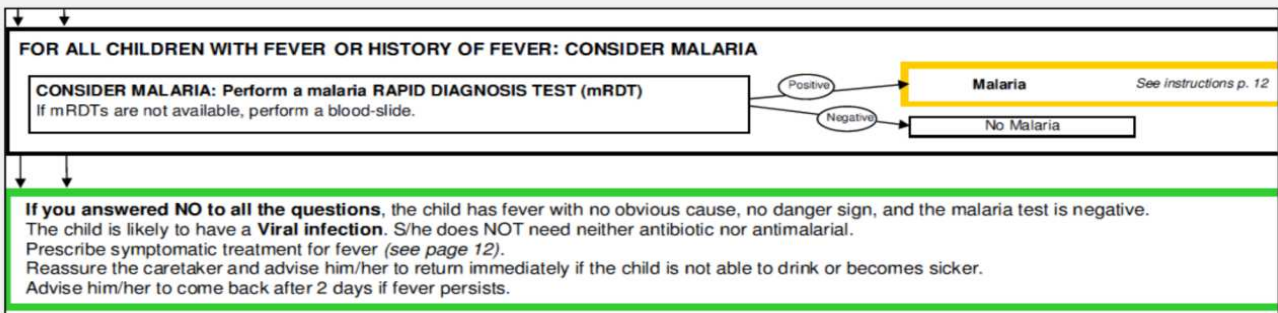 FOR ALL CHILDREN WITH FEVER OR HISTORY OF FEVER: CONSIDER MALARIA
CONSIDER MALARIA: Perform a malaria RAPID DIAGNOSIS TEST (mRDT)
If mRDTs are not available, perform a blood-slide.
Positive
Malaria
See instructions p. 12
Negative
No Malaria
If you answered NO to all the questions, the child has fever with no obvious cause, no danger sign, and the malaria test is negative.
The child is likely to have a Viral infection. S/he does NOT need neither antibiotic nor antimalarial.
Prescribe symptomatic treatment for fever (see page 12).
Reassure the caretaker and advise him/her to return immediately if the child is not able to drink or becomes sicker.
Advise him/her to come back after 2 days if fever persists.